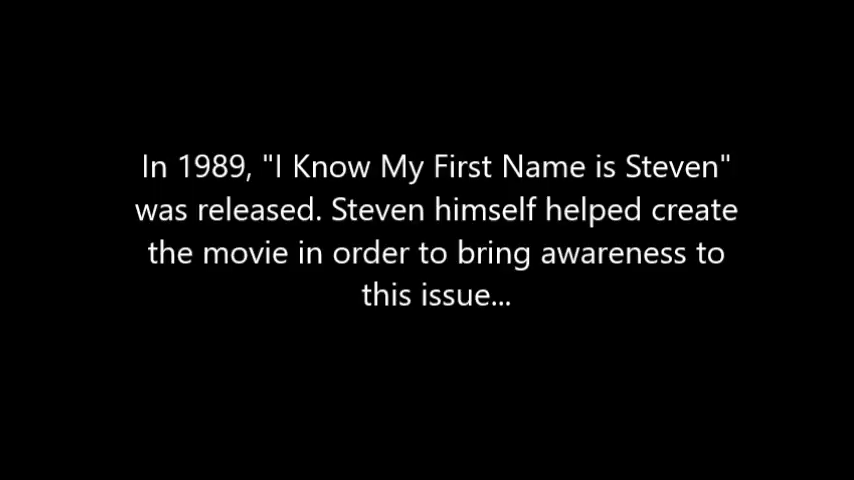 In 1989, "I Know My First Name is Steven"
was released. Steven himself helped create
the movie in order to bring awareness to
this issue...